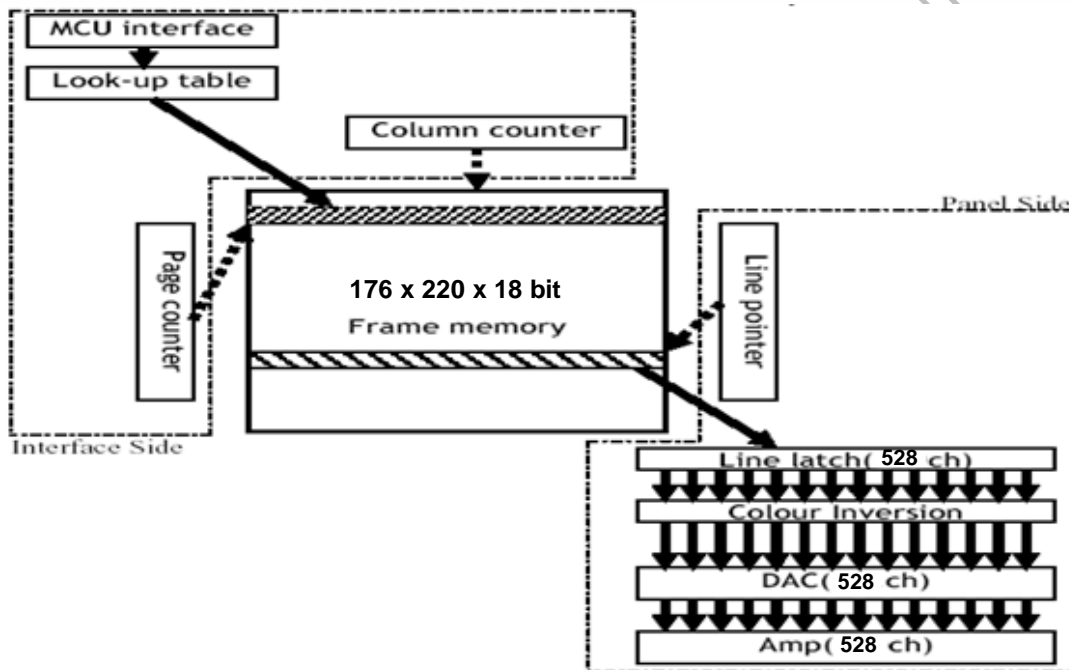 MCU interface
Look-up table
Column counter
Panel Side
Page counter
Line pointer
176 x 220 x 18 bit
Frame memory
Interface Side
Line latch( 528 ch)
Colour Inversion
DAC( 528 ch)
Amp( 528 ch)